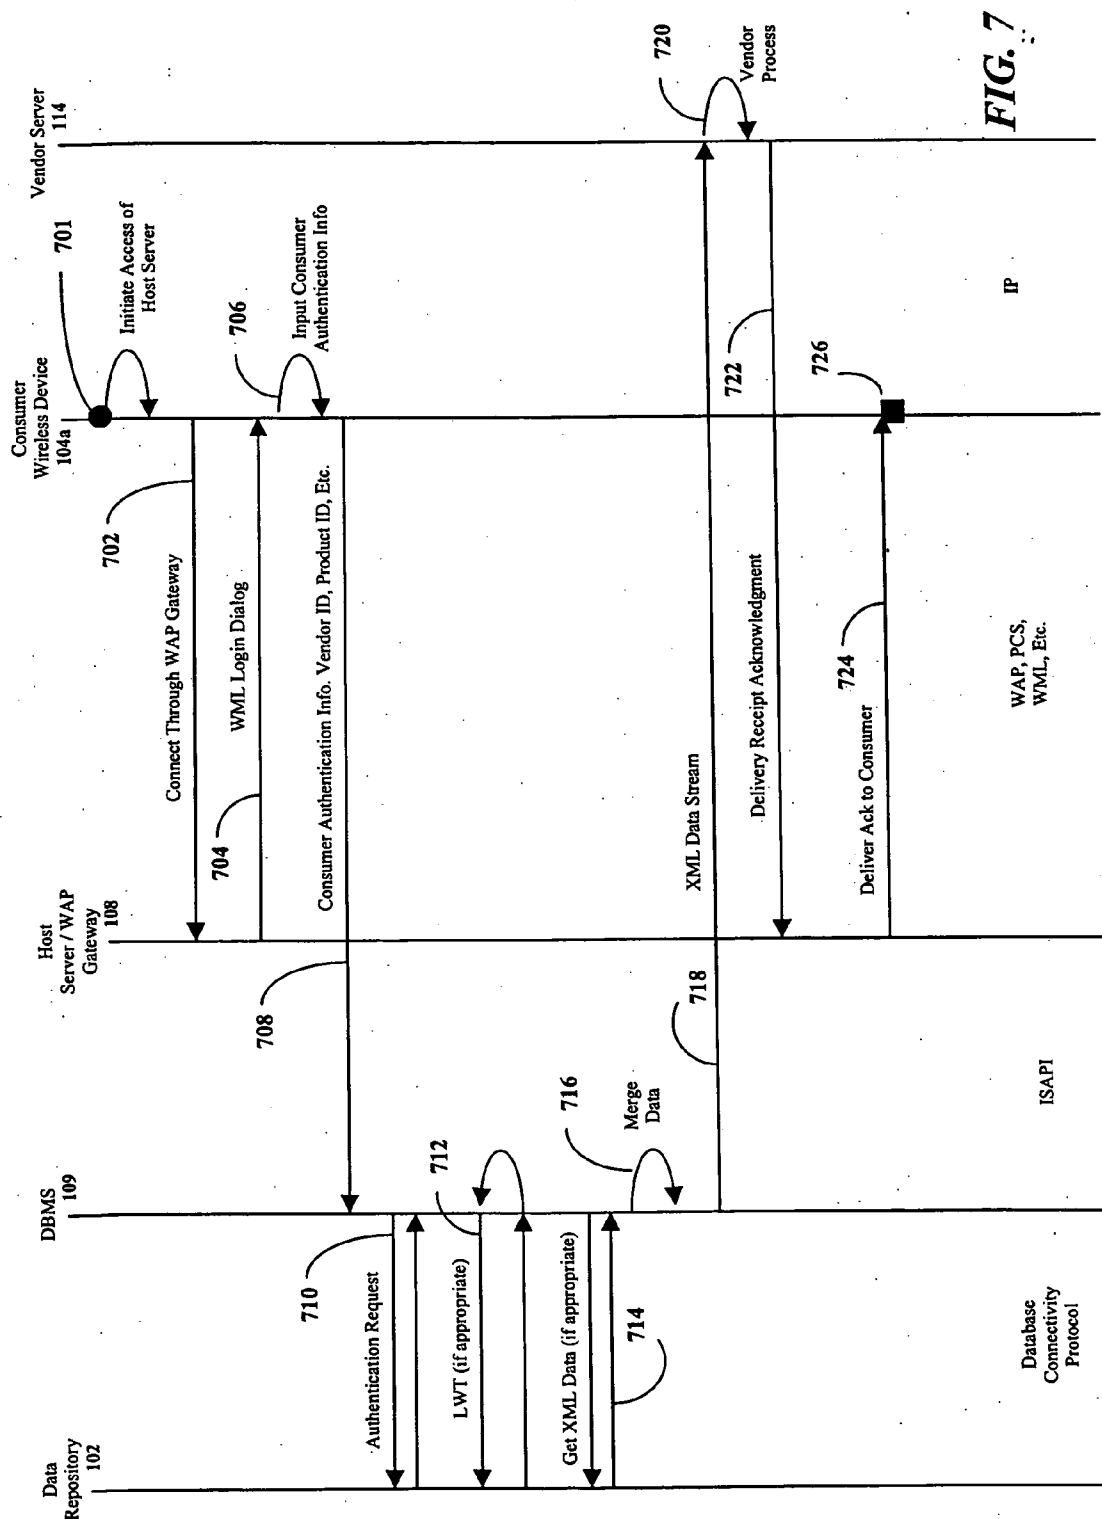 Data
Repository
102
DBMS
109
Host
Server / WAP
Gateway
108
Consumer
Wireless Device
104a
Vendor Server
114
701
Initiate Access of
Host Server
702
Connect Through WAP Gateway
704
WML Login Dialog
706
Input Consumer
Authentication Info
Consumer Authentication Info. Vendor ID, Product ID, Etc.
708
710
Authentication Request
712
LWT (if appropriate)
Get XML Data (if appropriate)
714
716
Merge
Data
718
XML Data Stream
720
Vendor
Process
722
Delivery Receipt Acknowledgment
724
Deliver Ack to Consumer
726
Database
Connectivity
Protocol
ISAPI
WAP, PCS,
WML, Etc.
IP
FIG. 7